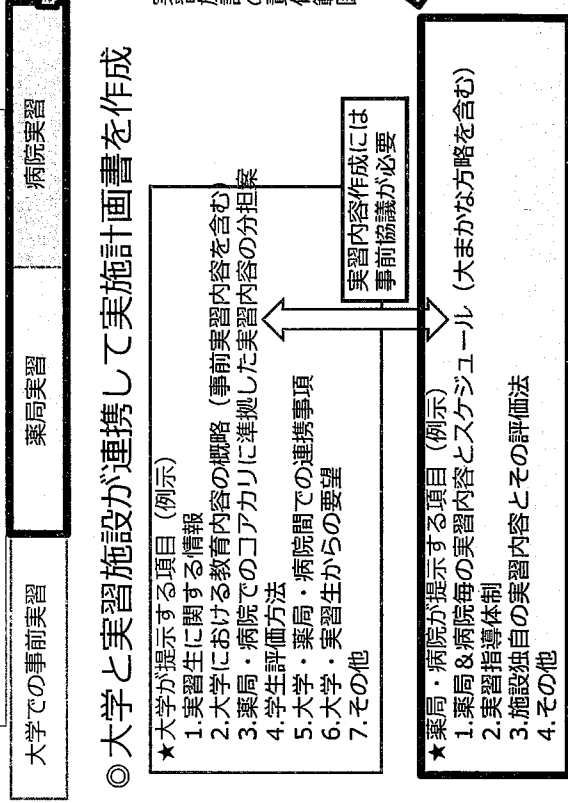 大学での事前実習
薬局実習
病院実習
◎大学と実習施設が連携して実施計画書を作成
★大学が提示する項目（例示）
1.実習生に関する情報
2.大学における教育内容の概略（事前実習内容を含む）
3.薬局・病院でのコアカリに準拠した実習内容の分担案
4.学生評価方法
5.大学・薬局・病院間での連携事項
6.大学・実習生からの要望
7.その他
実習内容作成には
事前協議が必要
★薬局・病院が提示する項目（例示）
1.薬局＆病院毎の実習内容とスケジュール（大まかな方略を含む）
2.実習指導体制
3.施設独自の実習内容とその評価法
4.その他